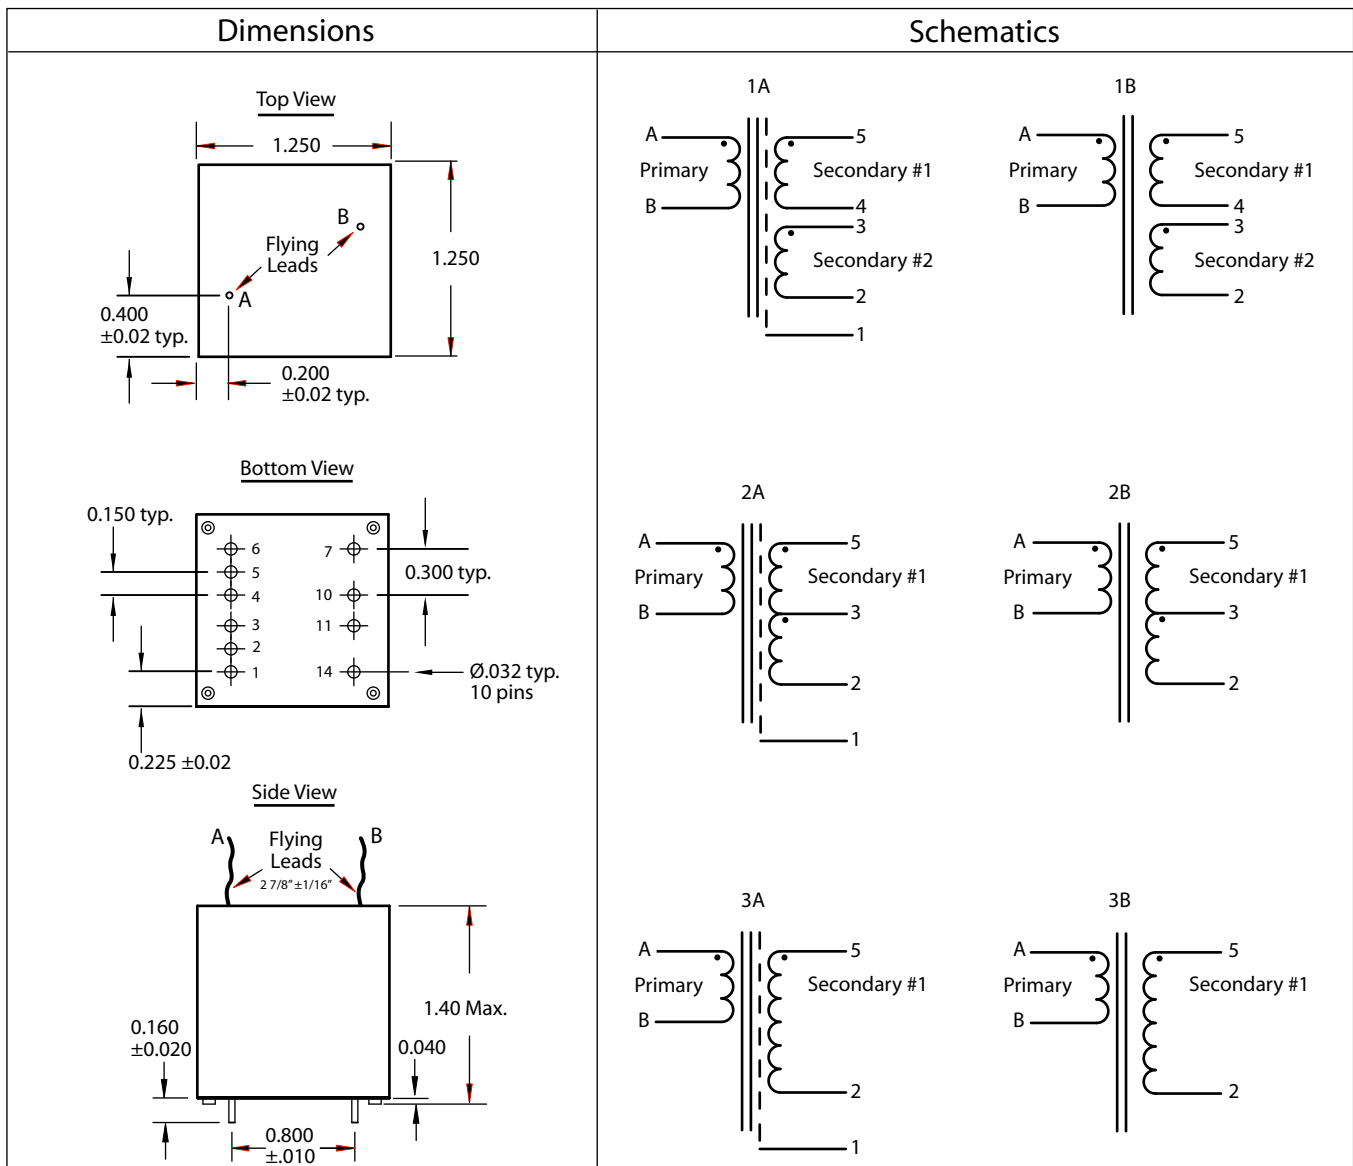 Dimensions
Schematics
Top View
1.250
B
Flying
Leads
1.250
A
0.400
±0.02 typ.
0.200
±0.02 typ.
Bottom View
0.150 typ.
6
7
5
0.300 typ.
4
10
3
11
2
1
14
Ø.032 typ.
10 pins
0.225 ±0.02
Side View
A
Flying
Leads
B
2 7/8" ±1/16"
1.40 Max.
0.160
±0.020
0.040
0.800
±.010
1A
A
5
Primary
Secondary #1
B
4
3
Secondary #2
2
1
1B
A
5
Primary
Secondary #1
B
4
3
Secondary #2
2
2A
A
5
Primary
Secondary #1
B
3
2
1
2B
A
5
Primary
Secondary #1
B
3
2
3A
A
5
Primary
Secondary #1
B
2
1
3B
A
5
Primary
Secondary #1
B
2